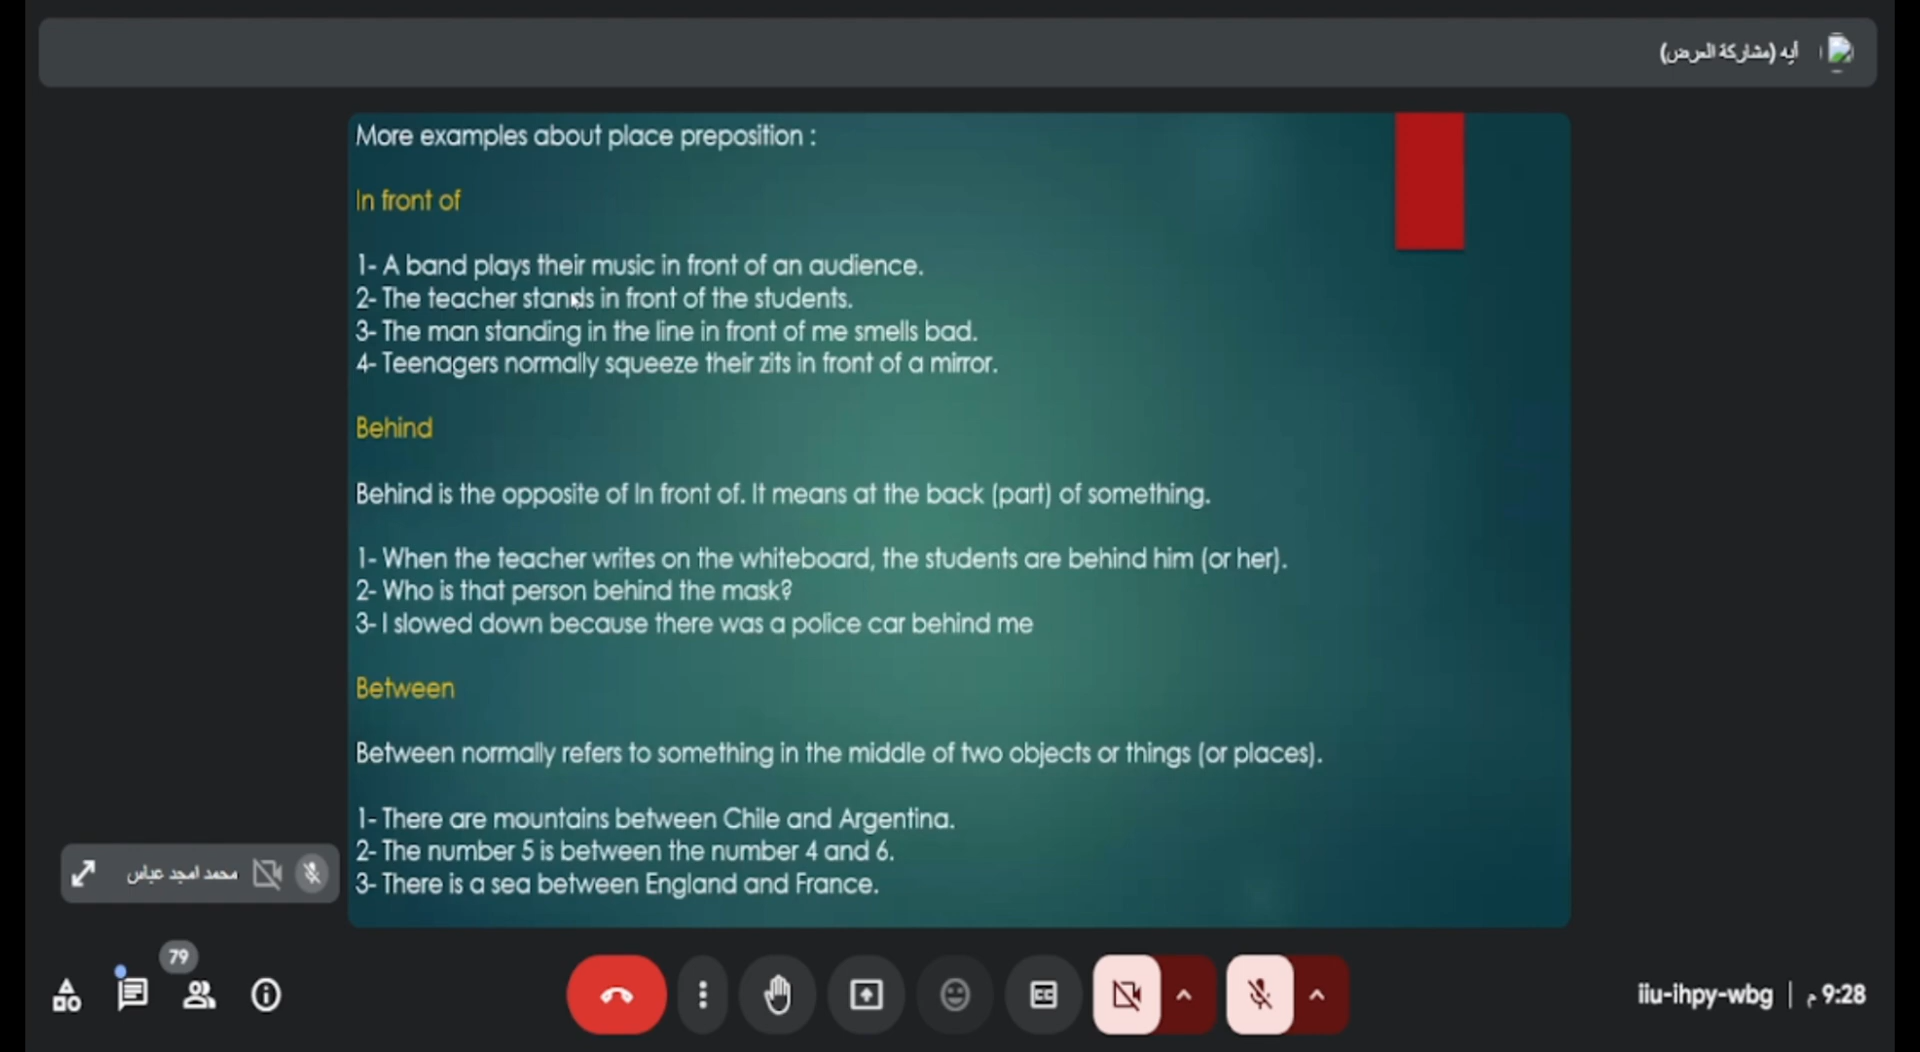 أيه (مشاركة العرض)
More examples about place preposition :
In front of
1- A band plays their music in front of an audience.
2- The teacher stands in front of the students.
3- The man standing in the line in front of me smells bad.
4- Teenagers normally squeeze their zits in front of a mirror.
Behind
Behind is the opposite of In front of. It means at the back (part) of something.
1- When the teacher writes on the whiteboard, the students are behind him (or her).
2- Who is that person behind the mask?
3- I slowed down because there was a police car behind me
Between
Between normally refers to something in the middle of two objects or things (or places).
1- There are mountains between Chile and Argentina.
2- The number 5 is between the number 4 and 6.
3- There is a sea between England and France.
محمد امجد عباس
79
CC
iiu-ihpy-wbg | 9:28 م